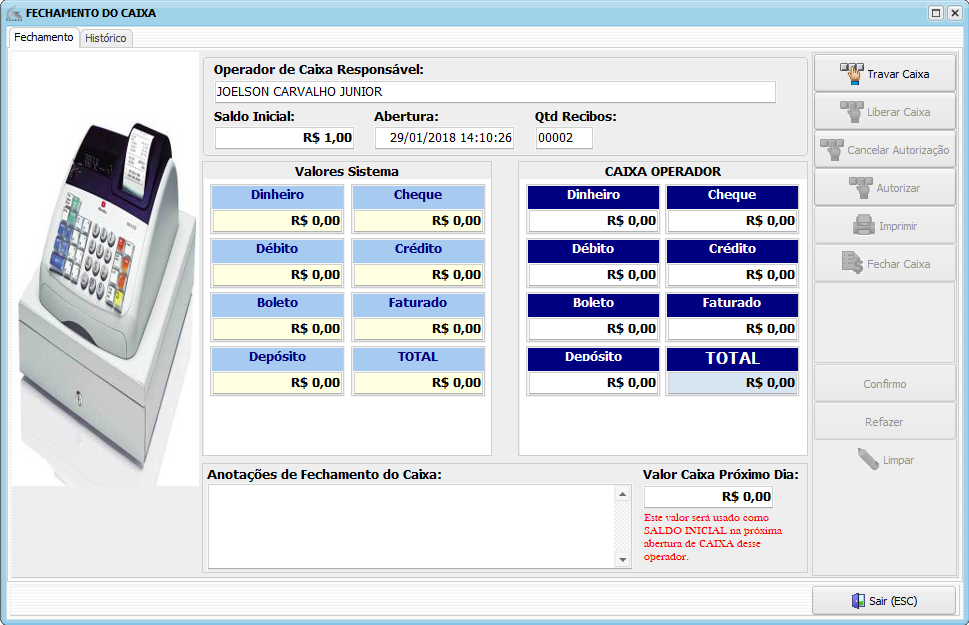 FECHAMENTO DO CAIXA
Fechamento Histórico
Operador de Caixa Responsável:
JOELSON CARVALHO JUNIOR
Saldo Inicial: Abertura: Qtd Recibos:
R$ 1,00 29/01/2018 14:10:26 00002
Valores Sistema
Dinheiro Cheque
R$ 0,00 R$ 0,00
Débito Crédito
R$ 0,00 R$ 0,00
Boleto Faturado
R$ 0,00 R$ 0,00
Depósito TOTAL
R$ 0,00 R$ 0,00
CAIXA OPERADOR
Dinheiro Cheque
R$ 0,00 R$ 0,00
Débito Crédito
R$ 0,00 R$ 0,00
Boleto Faturado
R$ 0,00 R$ 0,00
Depósito TOTAL
R$ 0,00 R$ 0,00
Anotações de Fechamento do Caixa:
Valor Caixa Próximo Dia:
R$ 0,00
Este valor será usado como
SALDO INICIAL na próxima
abertura de CAIXA desse
operador.
Travar Caixa
Liberar Caixa
Cancelar Autorização
Autorizar
Imprimir
Fechar Caixa
Confirmo
Refazer
Limpar
Sair (ESC)